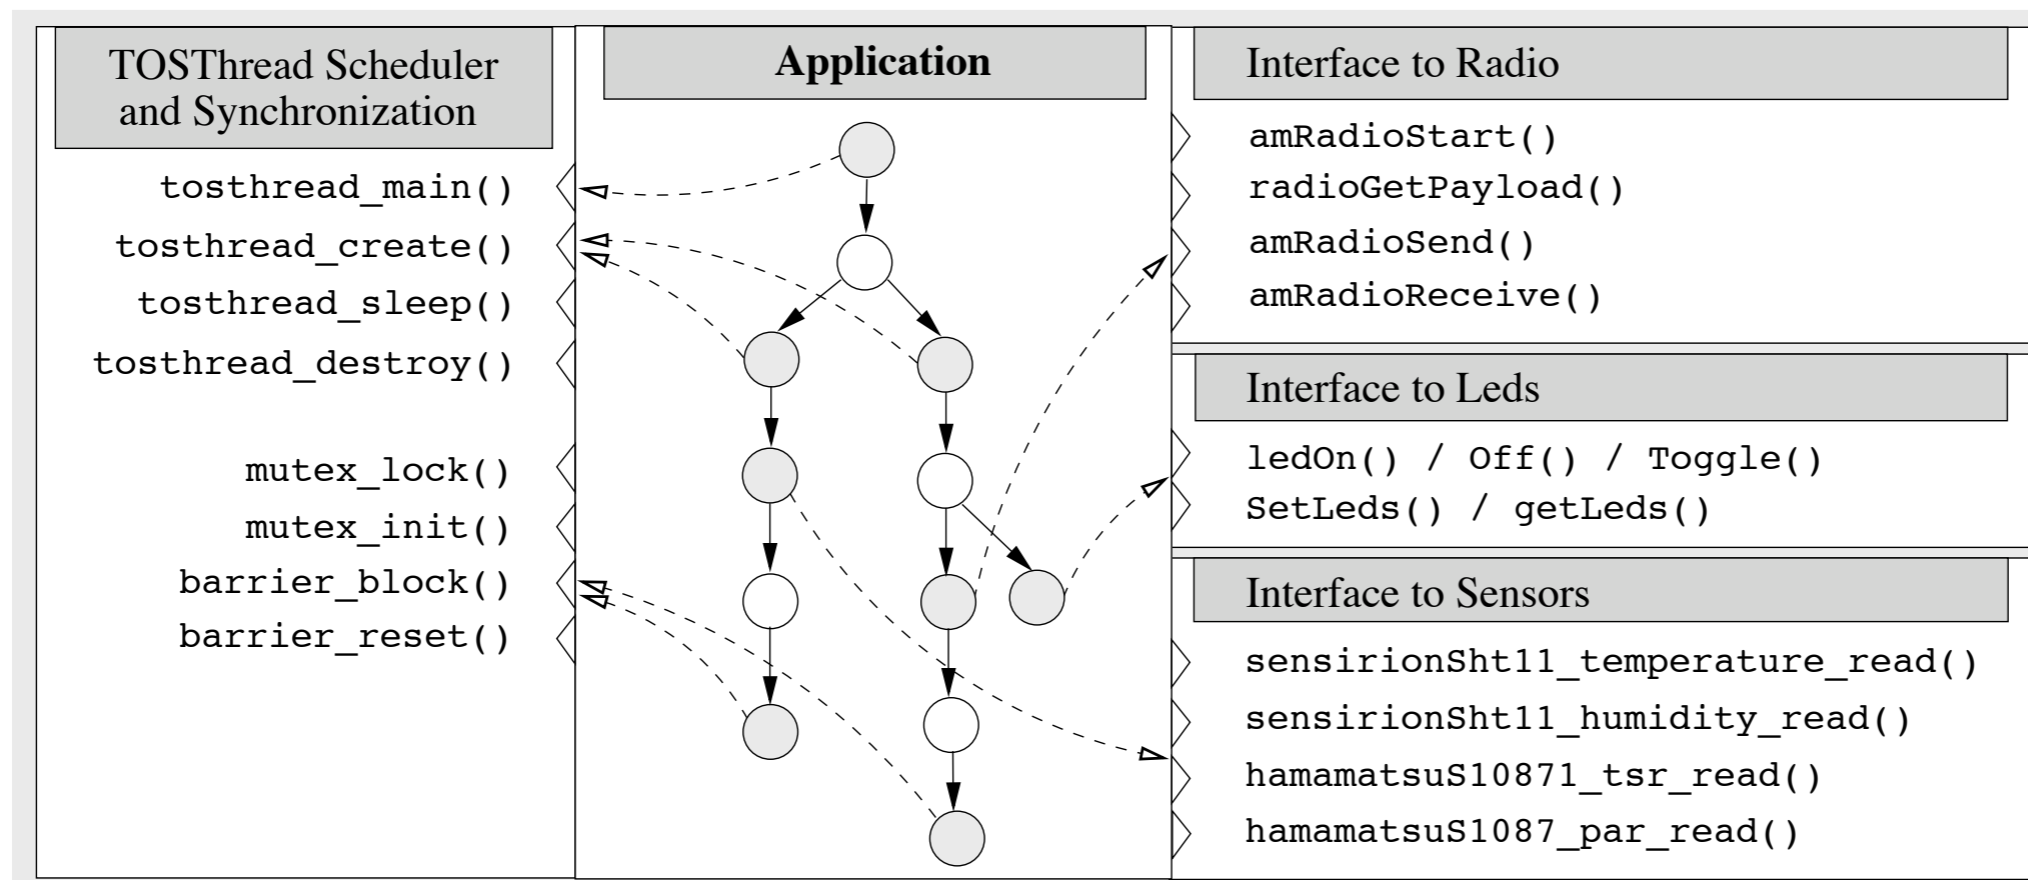 TOSThread Scheduler
and Synchronization
tosthread_main()
tosthread_create()
tosthread_sleep()
tosthread_destroy()
mutex_lock()
mutex_init()
barrier_block()
barrier_reset()
Application
Interface to Radio
amRadioStart()
radioGetPayload()
amRadioSend()
amRadioReceive()
Interface to Leds
ledOn() / Off() / Toggle()
SetLeds() / getLeds()
Interface to Sensors
sensirionSht11_temperature_read()
sensirionSht11_humidity_read()
hamamatsuS10871_tsr_read()
hamamatsuS1087_par_read()